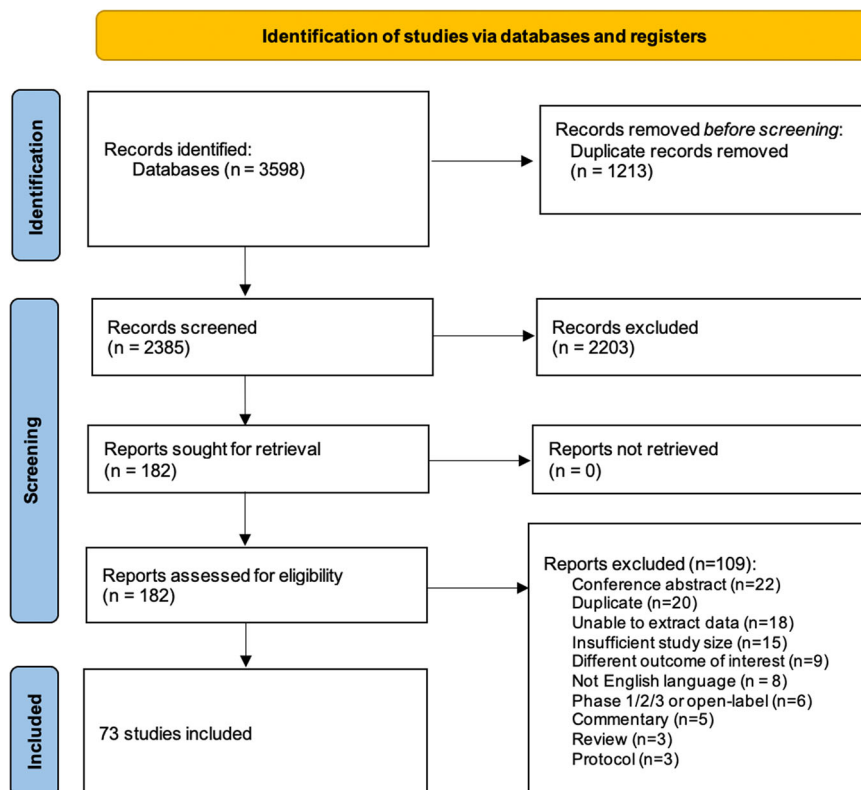 Identification of studies via databases and registers
Identification
Records identified:
Databases (n = 3598)
Records removed before screening:
Duplicate records removed
(n = 1213)
Screening
Records screened
(n = 2385)
Records excluded
(n = 2203)
Reports sought for retrieval
(n = 182)
Reports not retrieved
(n = 0)
Reports assessed for eligibility
(n = 182)
Reports excluded (n=109):
Conference abstract (n=22)
Duplicate (n=20)
Unable to extract data (n=18)
Insufficient study size (n=15)
Different outcome of interest (n=9)
Not English language (n = 8)
Phase 1/2/3 or open-label (n=6)
Commentary (n=5)
Review (n=3)
Protocol (n=3)
Included
73 studies included